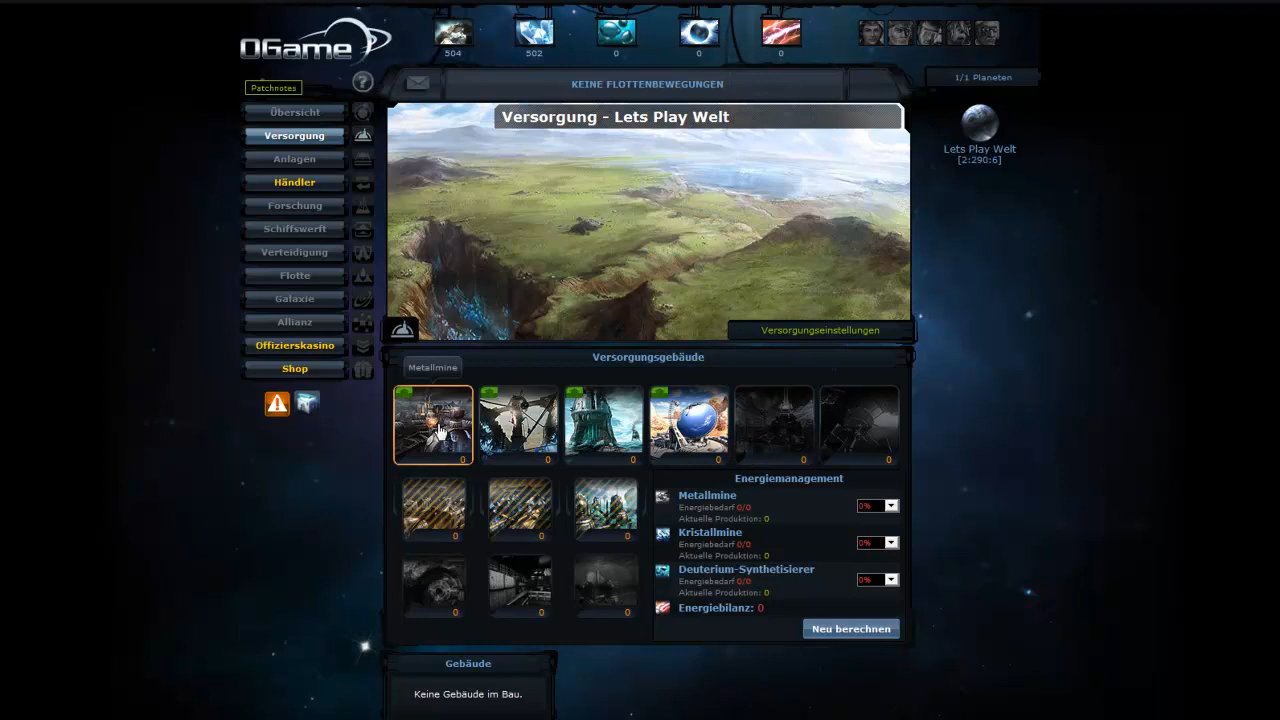 OGame
504
502
0
0
0
Patchnotes
?
KEINE FLOTTENBEWEGUNGEN
1/1 Planeten
Übersicht
Versorgung
Anlagen
Händler
Forschung
Schiffswerft
Verteidigung
Flotte
Galaxie
Allianz
Offizierskasino
Shop
Versorgung - Lets Play Welt
Lets Play Welt
[2:290:6]
Versorgungseinstellungen
Versorgungsgebäude
Metallmine
0
0
0
0
0
0
0
0
0
0
0
0
Energiemanagement
Metallmine
Energiebedarf 0/0
Aktuelle Produktion: 0
0%
Kristallmine
Energiebedarf 0/0
Aktuelle Produktion: 0
0%
Deuterium-Synthetisierer
Energiebedarf 0/0
Aktuelle Produktion: 0
0%
Energiebilanz: 0
Neu berechnen
Gebäude
Keine Gebäude im Bau.